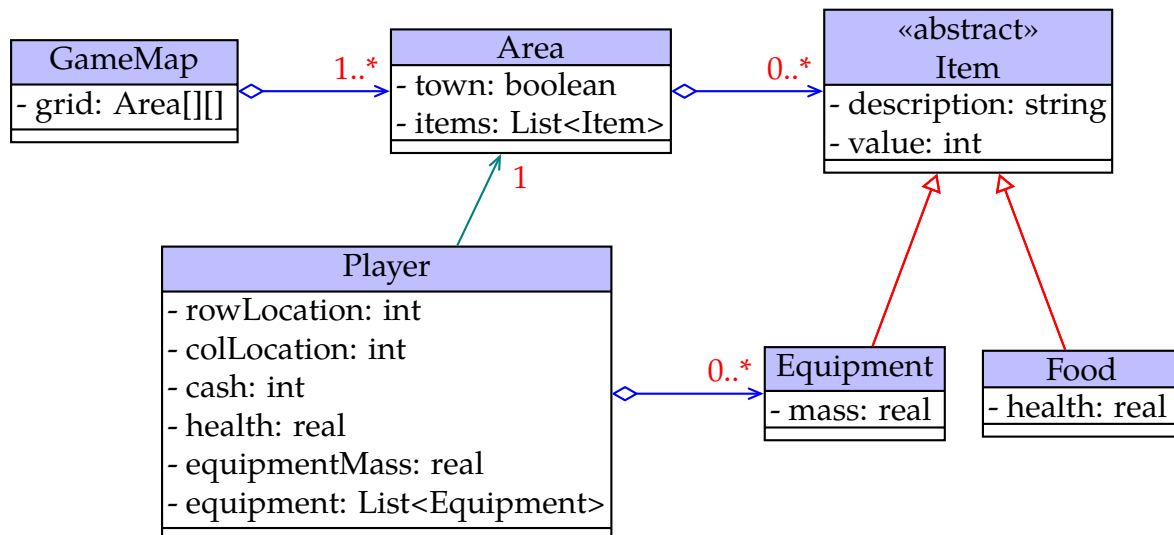 GameMap
- grid: Area[][]
1..*
Area
- town: boolean
- items: List<Item>
0..*
«abstract»
Item
- description: string
- value: int
1
Player
- rowLocation: int
- colLocation: int
- cash: int
- health: real
- equipmentMass: real
- equipment: List<Equipment>
0..*
Equipment
- mass: real
Food
- health: real